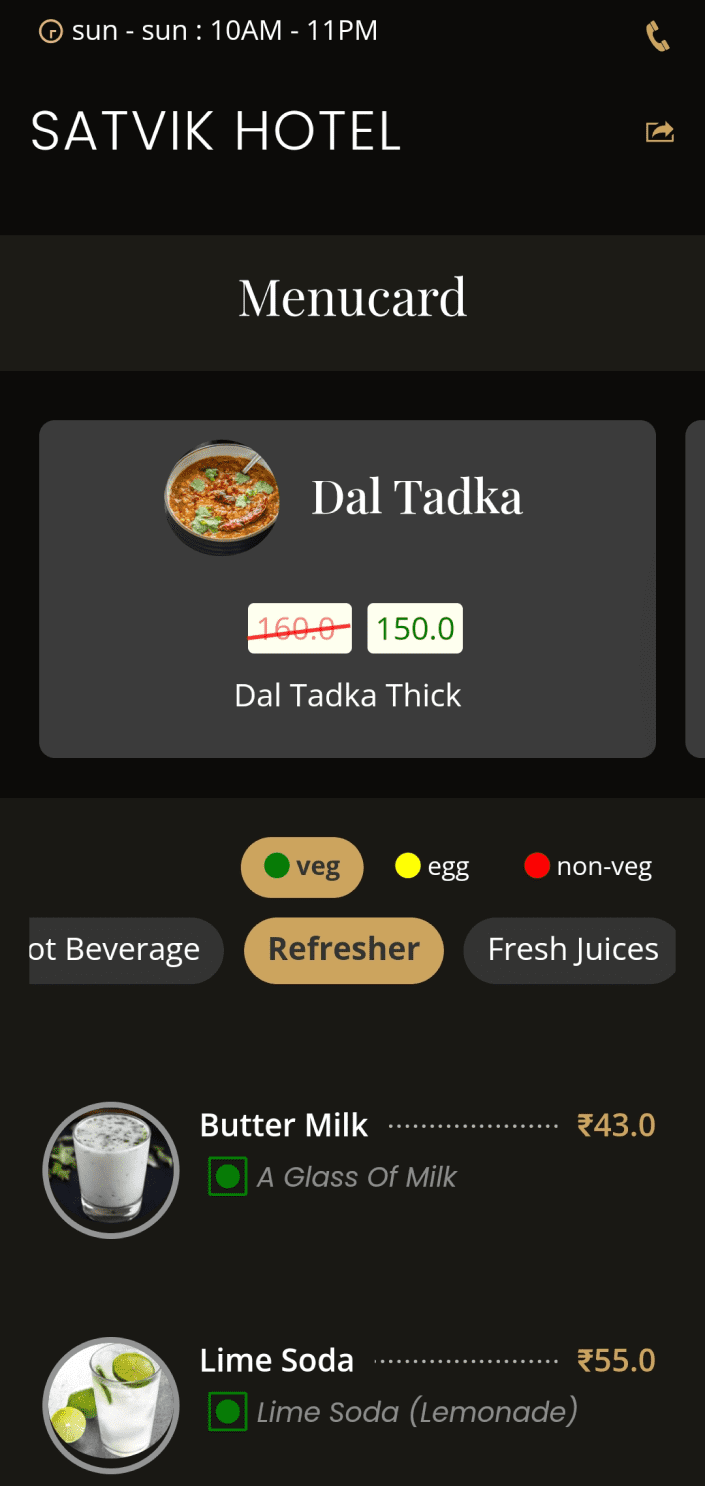 sun - sun : 10AM - 11PM
SATVIK HOTEL
Menucard
Dal Tadka
160.0 150.0
Dal Tadka Thick
veg egg non-veg
ot Beverage Refresher Fresh Juices
Butter Milk ₹43.0
A Glass Of Milk
Lime Soda ₹55.0
Lime Soda (Lemonade)